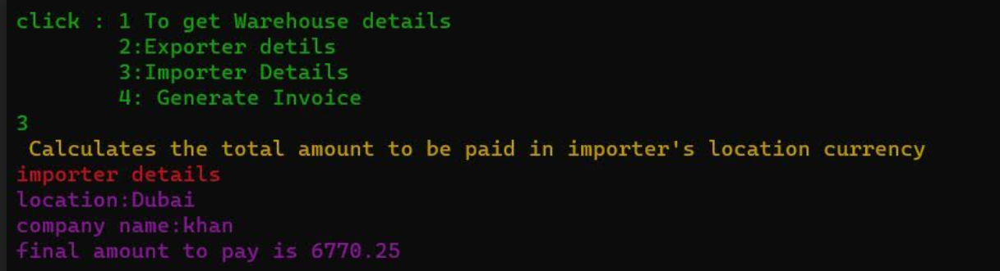 click : 1 To get Warehouse details
2:Exporter detils
3:Importer Details
4: Generate Invoice
3
Calculates the total amount to be paid in importer's location currency
importer details
location:Dubai
company name:khan
final amount to pay is 6770.25